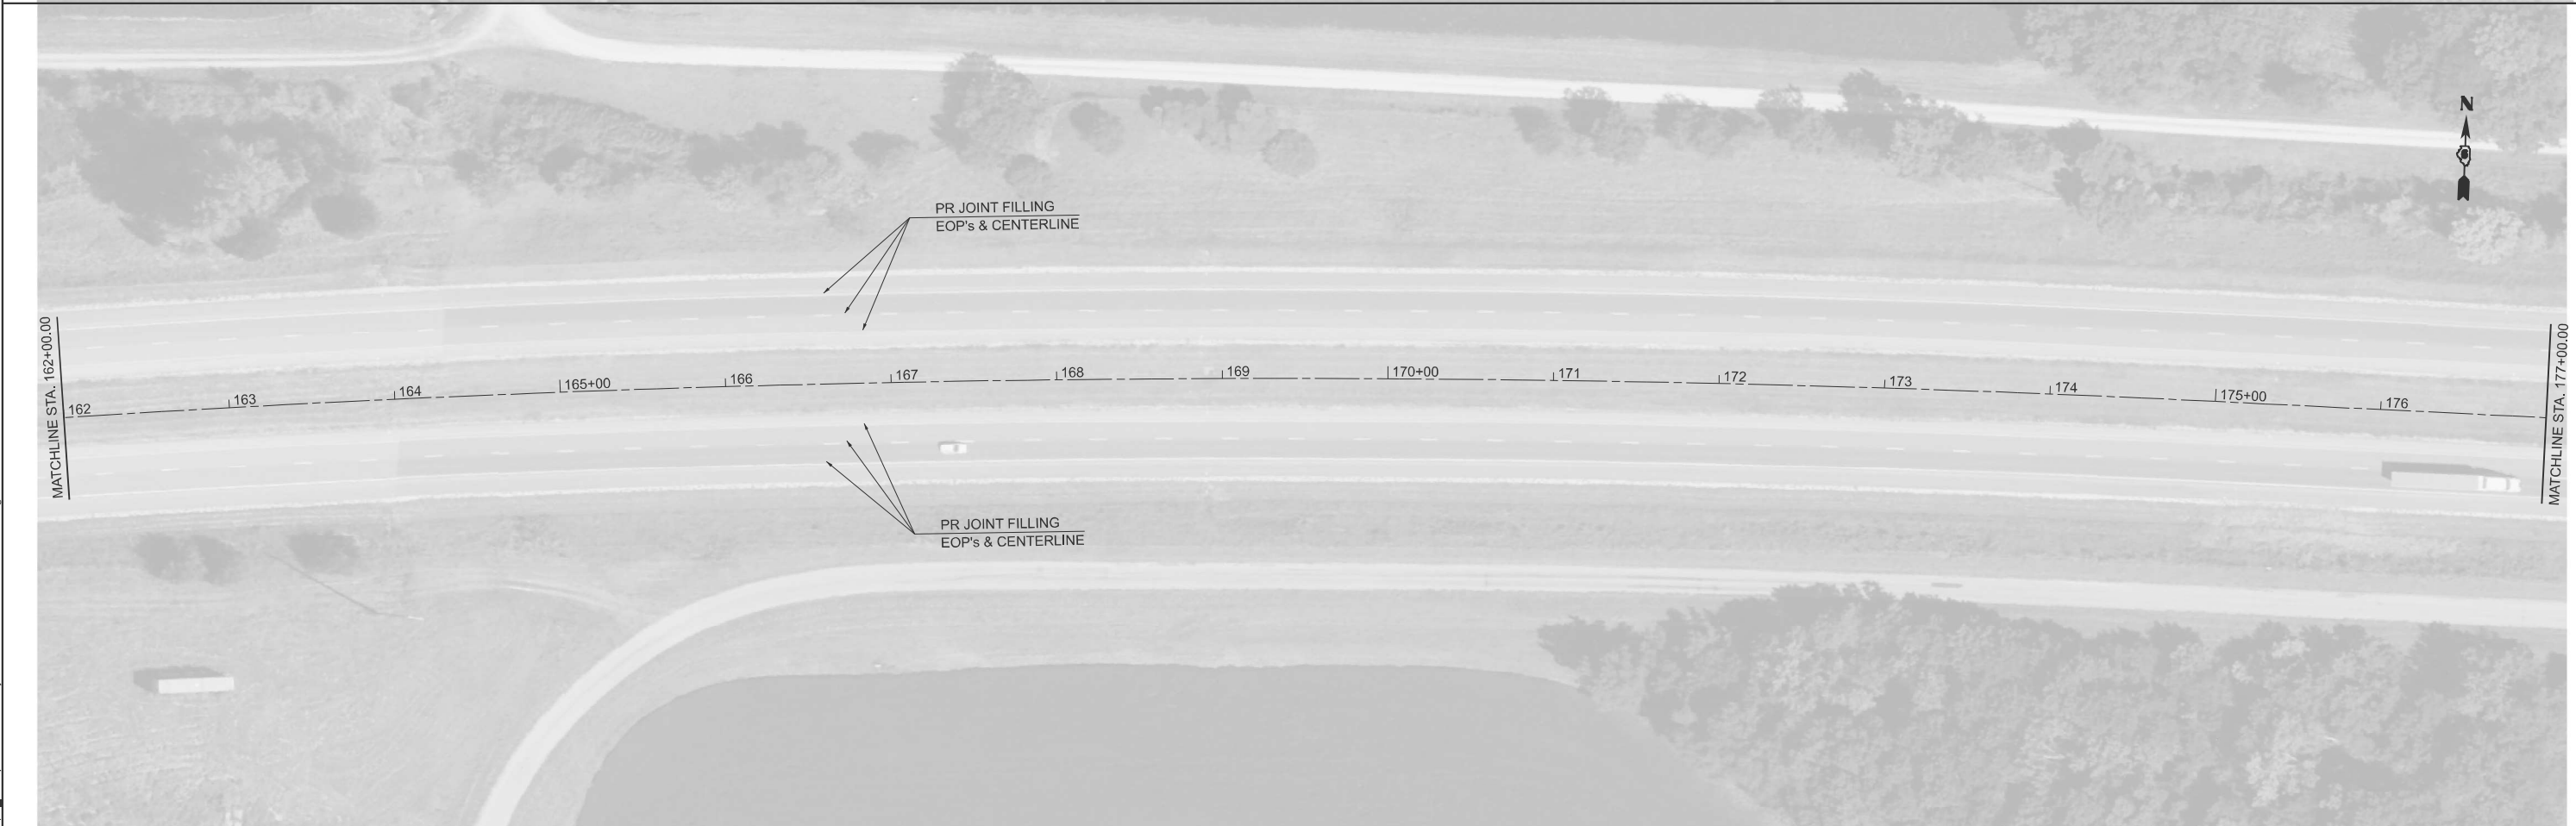 N
PR JOINT FILLING
EOP's & CENTERLINE
MATCHLINE STA. 162+00.00
162
163
164
165+00
166
167
168
169
170+00
171
172
173
174
175+00
176
MATCHLINE STA. 177+00.00
PR JOINT FILLING
EOP's & CENTERLINE